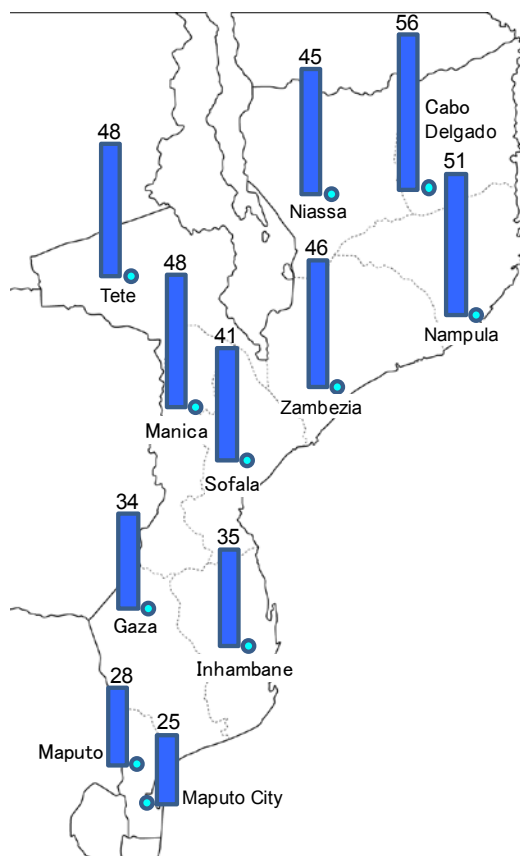 56
45
Cabo
Delgado
48
51
Niassa
46
48
Tete
Nampula
41
Zambezia
Manica
Sofala
34
35
Gaza
Inhambane
28
25
Maputo
Maputo City